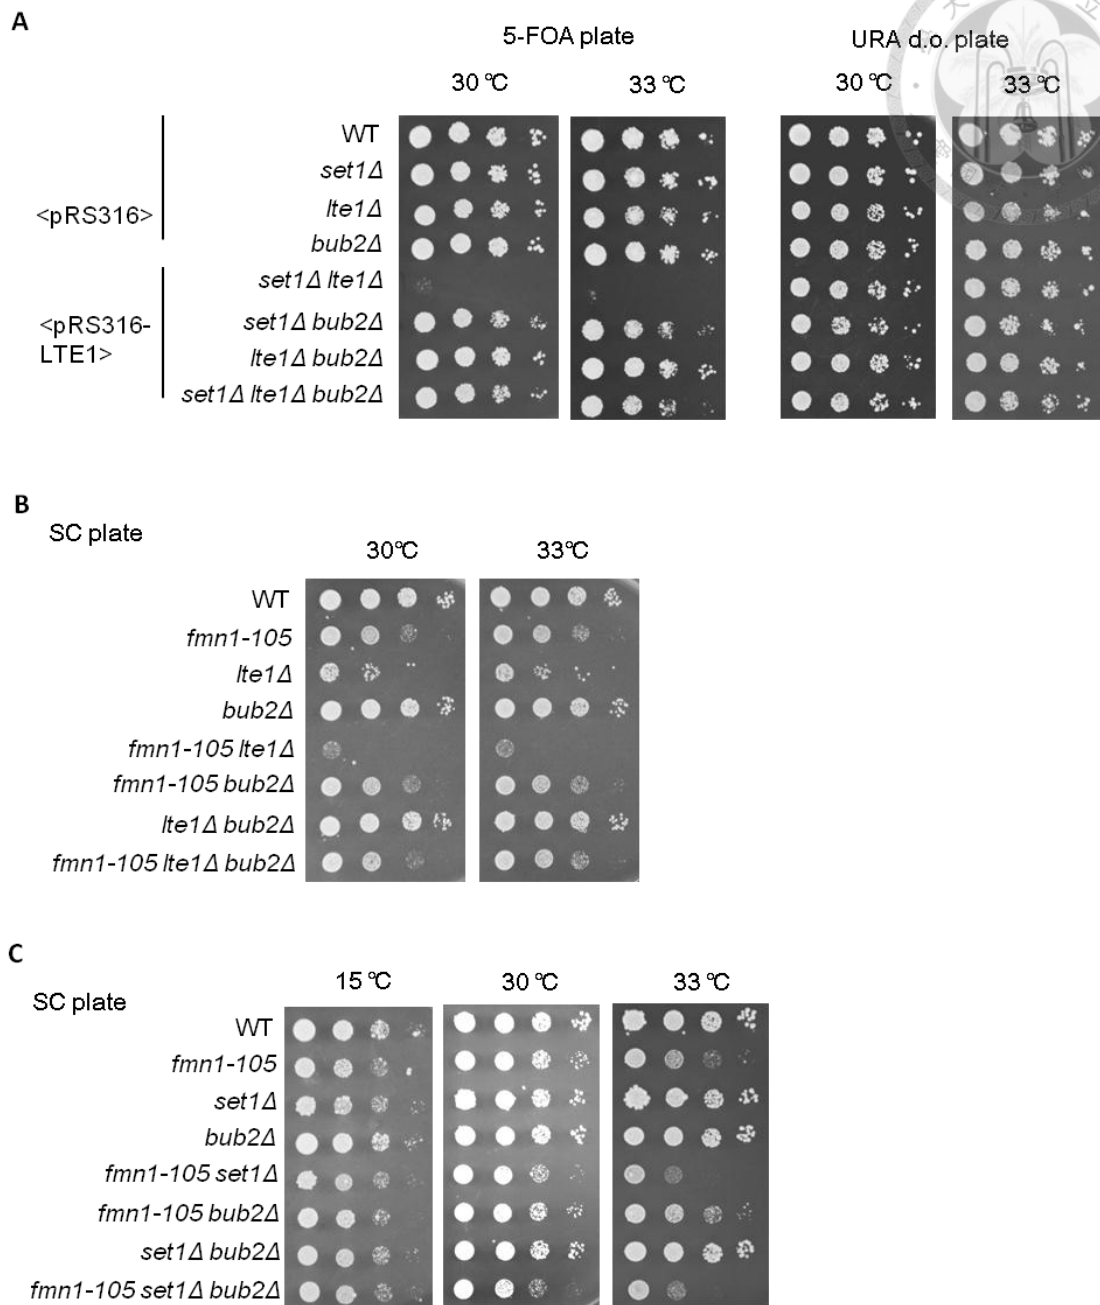 A
5-FOA plate
URA d.o. plate
30 ℃
33 ℃
30 ℃
33 ℃
WT
set1Δ
<pRS316>
lte1Δ
bub2Δ
set1Δ lte1Δ
<pRS316-
LTE1>
set1Δ bub2Δ
lte1Δ bub2Δ
set1Δ lte1Δ bub2Δ
B
SC plate
30℃
33℃
WT
fmn1-105
lte1Δ
bub2Δ
fmn1-105 lte1Δ
fmn1-105 bub2Δ
lte1Δ bub2Δ
fmn1-105 lte1Δ bub2Δ
C
SC plate
15 ℃
30 ℃
33 ℃
WT
fmn1-105
set1Δ
bub2Δ
fmn1-105 set1Δ
fmn1-105 bub2Δ
set1Δ bub2Δ
fmn1-105 set1Δ bub2Δ